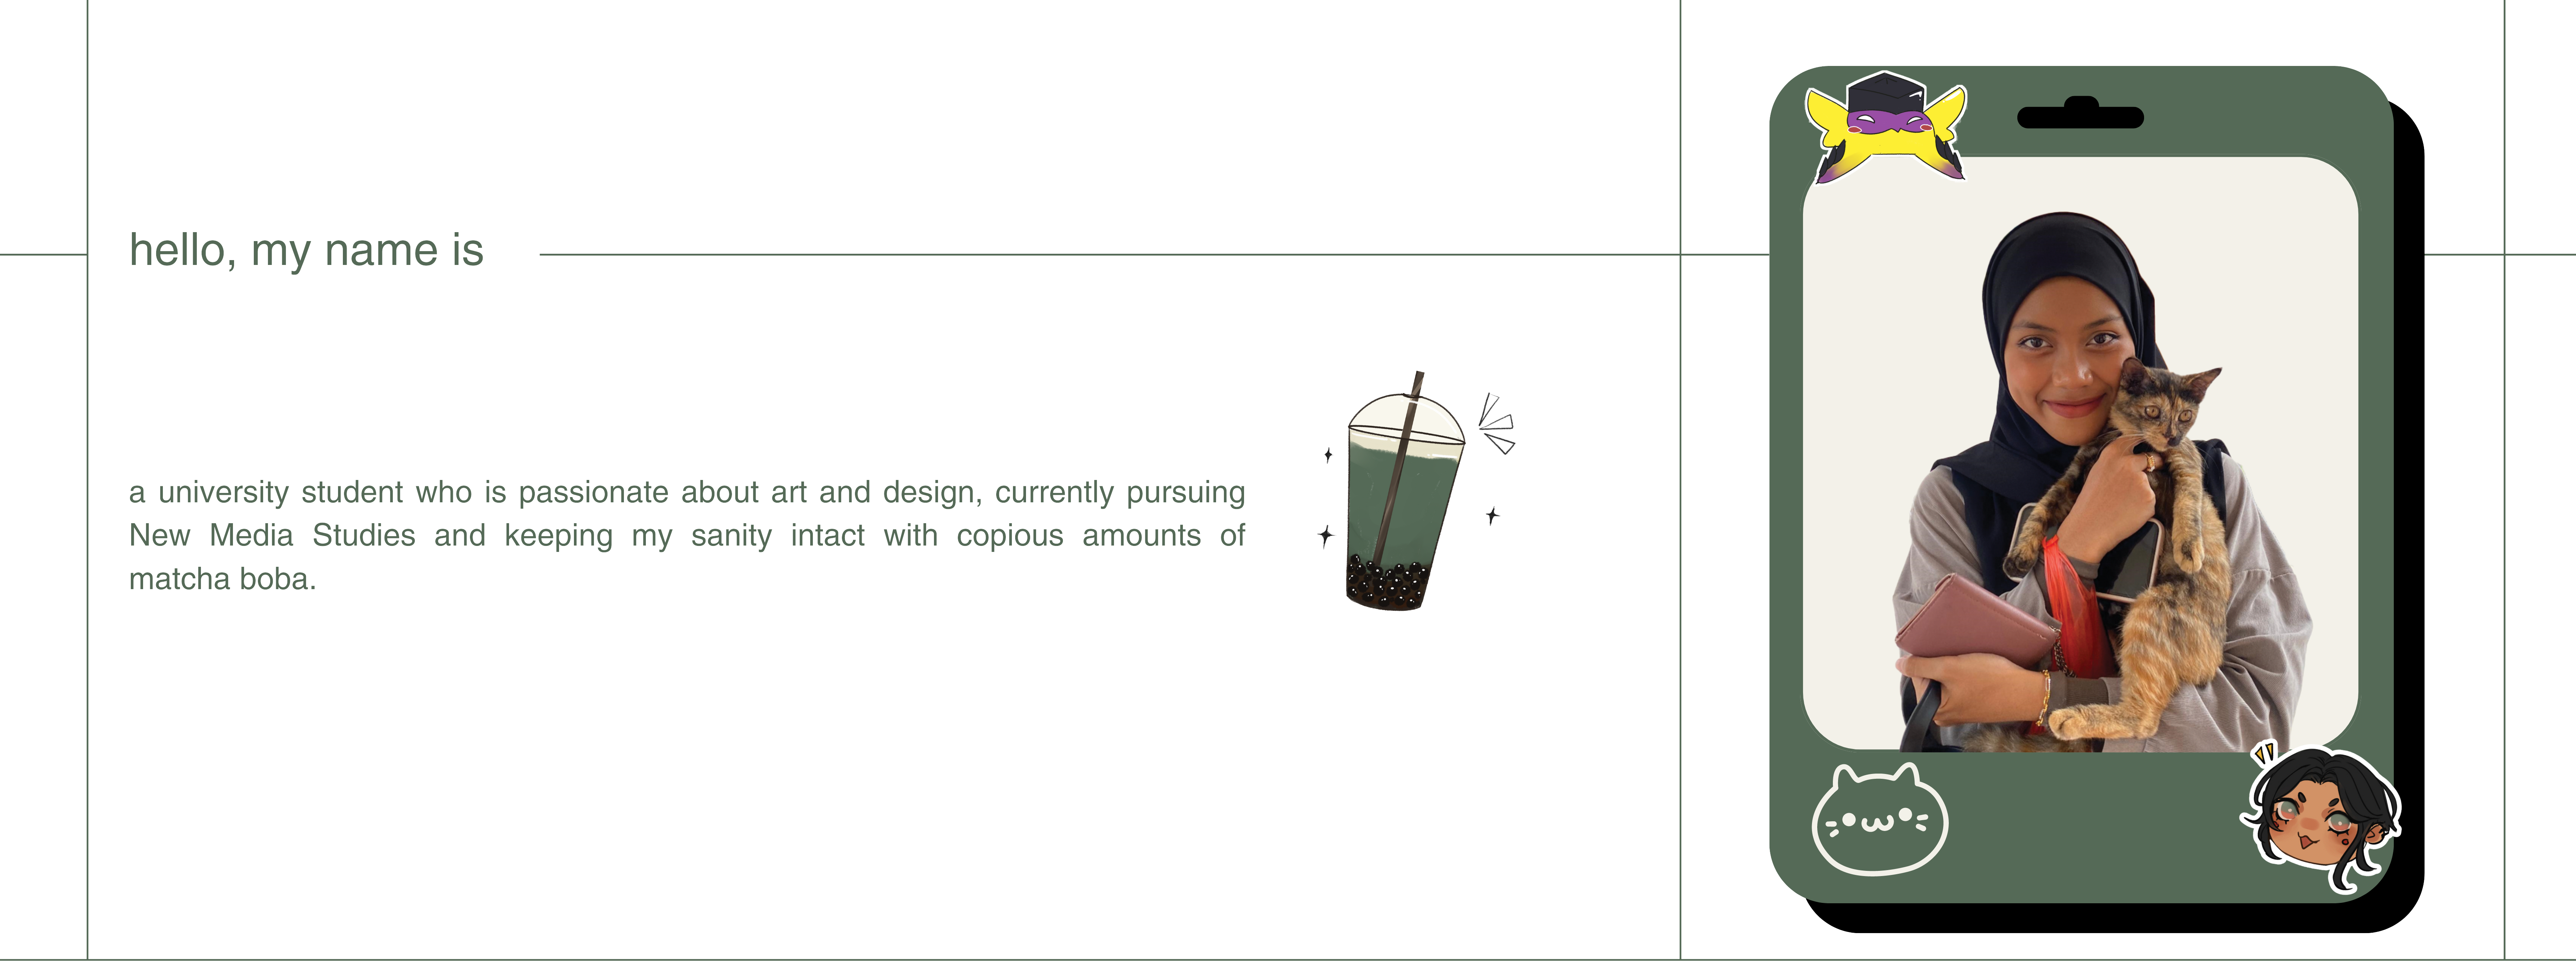 hello, my name is
a university student who is passionate about art and design, currently pursuing
New Media Studies and keeping my sanity intact with copious amounts of
matcha boba.